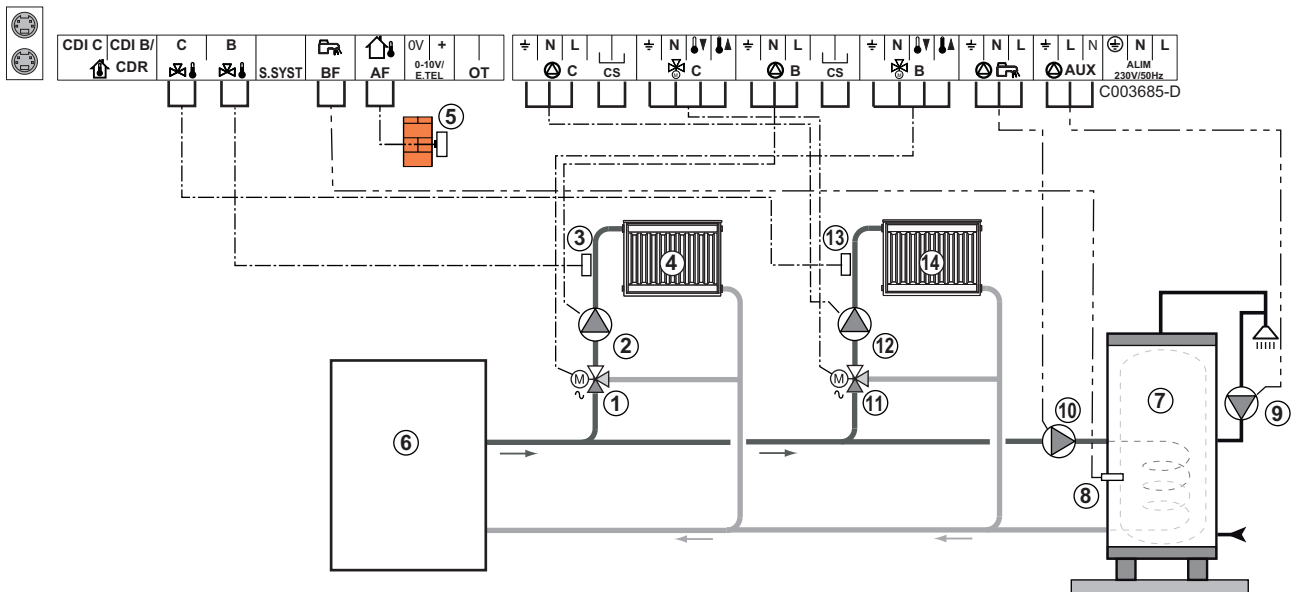 CDI C CDI B/ C B 0V + N L N C N L N B N L L N N L
CDR S.SYST BF AF 0-10V/ E.TEL OT C CS C B CS B AUX ALIM 230V/50Hz
C003685-D
5
3
4
13
14
2
12
M
1
M
11
6
10
7
9
8